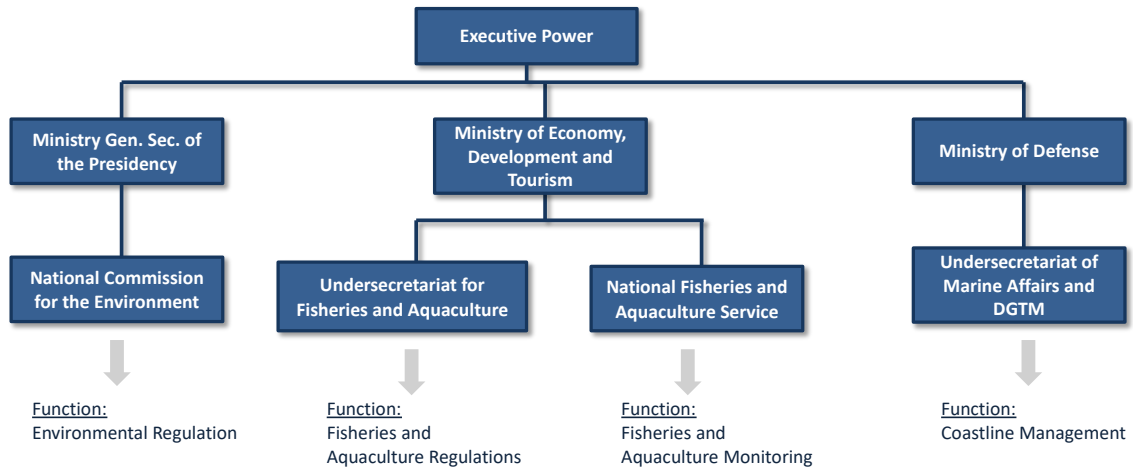 Executive Power
Ministry Gen. Sec. of
the Presidency
Ministry of Economy,
Development and
Tourism
Ministry of Defense
National Commission
for the Environment
Undersecretariat for
Fisheries and Aquaculture
National Fisheries and
Aquaculture Service
Undersecretariat of
Marine Affairs and
DGTM
Function:
Environmental Regulation
Function:
Fisheries and
Aquaculture Regulations
Function:
Fisheries and
Aquaculture Monitoring
Function:
Coastline Management